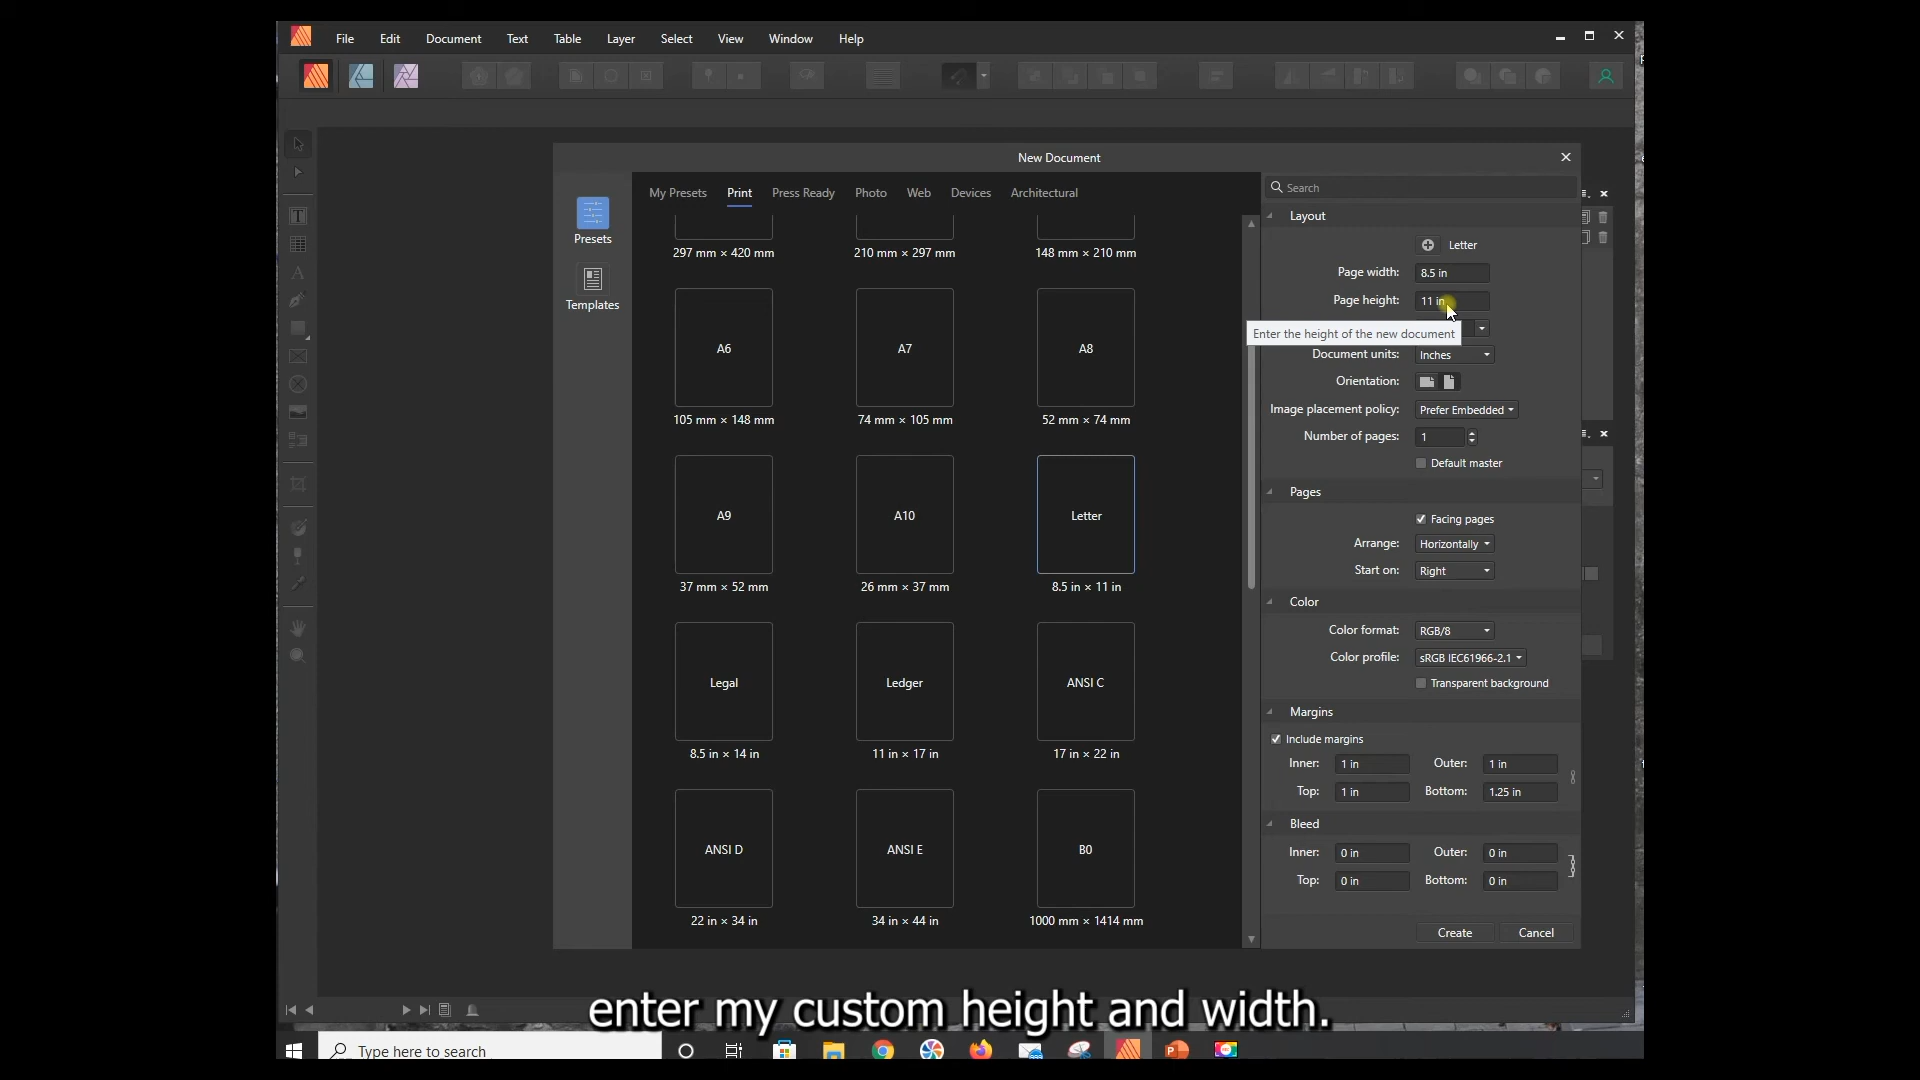 File Edit Document Text Table Layer Select View Window Help
New Document
My Presets Print Press Ready Photo Web Devices Architectural
Search
Presets
Templates
297 mm × 420 mm 210 mm × 297 mm 148 mm × 210 mm
A6 A7 A8
105 mm × 148 mm 74 mm × 105 mm 52 mm × 74 mm
A9 A10 Letter
37 mm × 52 mm 26 mm × 37 mm 8.5 in × 11 in
Legal Ledger ANSI C
8.5 in × 14 in 11 in × 17 in 17 in × 22 in
ANSI D ANSI E B0
22 in × 34 in 34 in × 44 in 1000 mm × 1414 mm
Layout
Letter
Page width: 8.5 in
Page height: 11 in
Enter the height of the new document
Document units: Inches
Orientation:
Image placement policy: Prefer Embedded
Number of pages: 1
Default master
Pages
Facing pages
Arrange: Horizontally
Start on: Right
Color
Color format: RGB/8
Color profile: sRGB IEC61966-2.1
Transparent background
Margins
Include margins
Inner: 1 in Outer: 1 in
Top: 1 in Bottom: 1.25 in
Bleed
Inner: 0 in Outer: 0 in
Top: 0 in Bottom: 0 in
Create Cancel
enter my custom height and width.
Type here to search